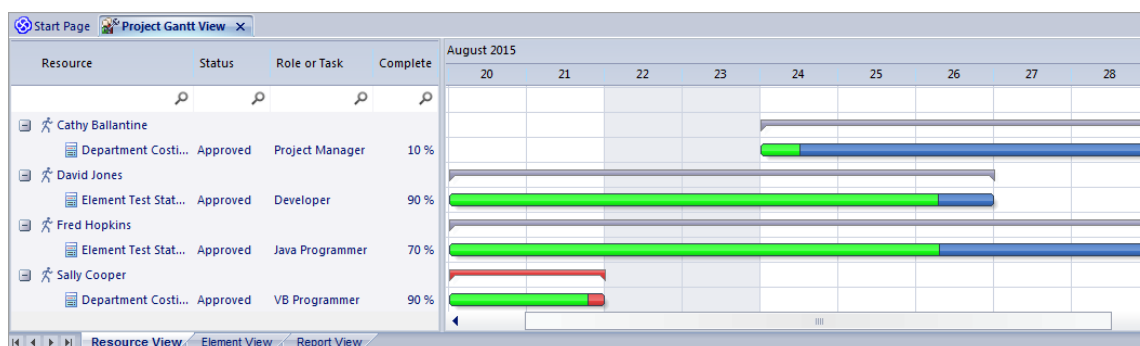 Start Page Project Gantt View X
August 2015
Resource Status Role or Task Complete
20 21 22 23 24 25 26 27 28
Cathy Ballantine
Department Costi... Approved Project Manager 10 %
David Jones
Element Test Stat... Approved Developer 90 %
Fred Hopkins
Element Test Stat... Approved Java Programmer 70 %
Sally Cooper
Department Costi... Approved VB Programmer 90 %
Resource View Element View Report View